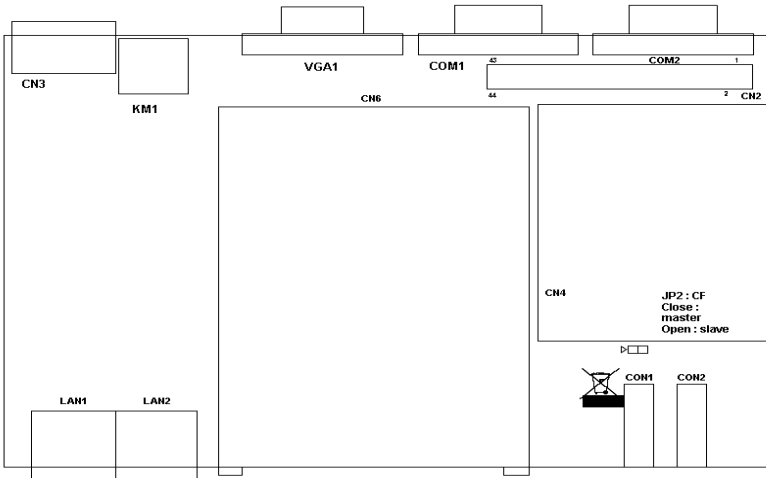 VGA1
COM1
43
COM2
1
CN3
44
2
CN2
CN6
KM1
CN4
JP2 : CF
Close :
master
Open : slave
CON1
CON2
LAN1
LAN2